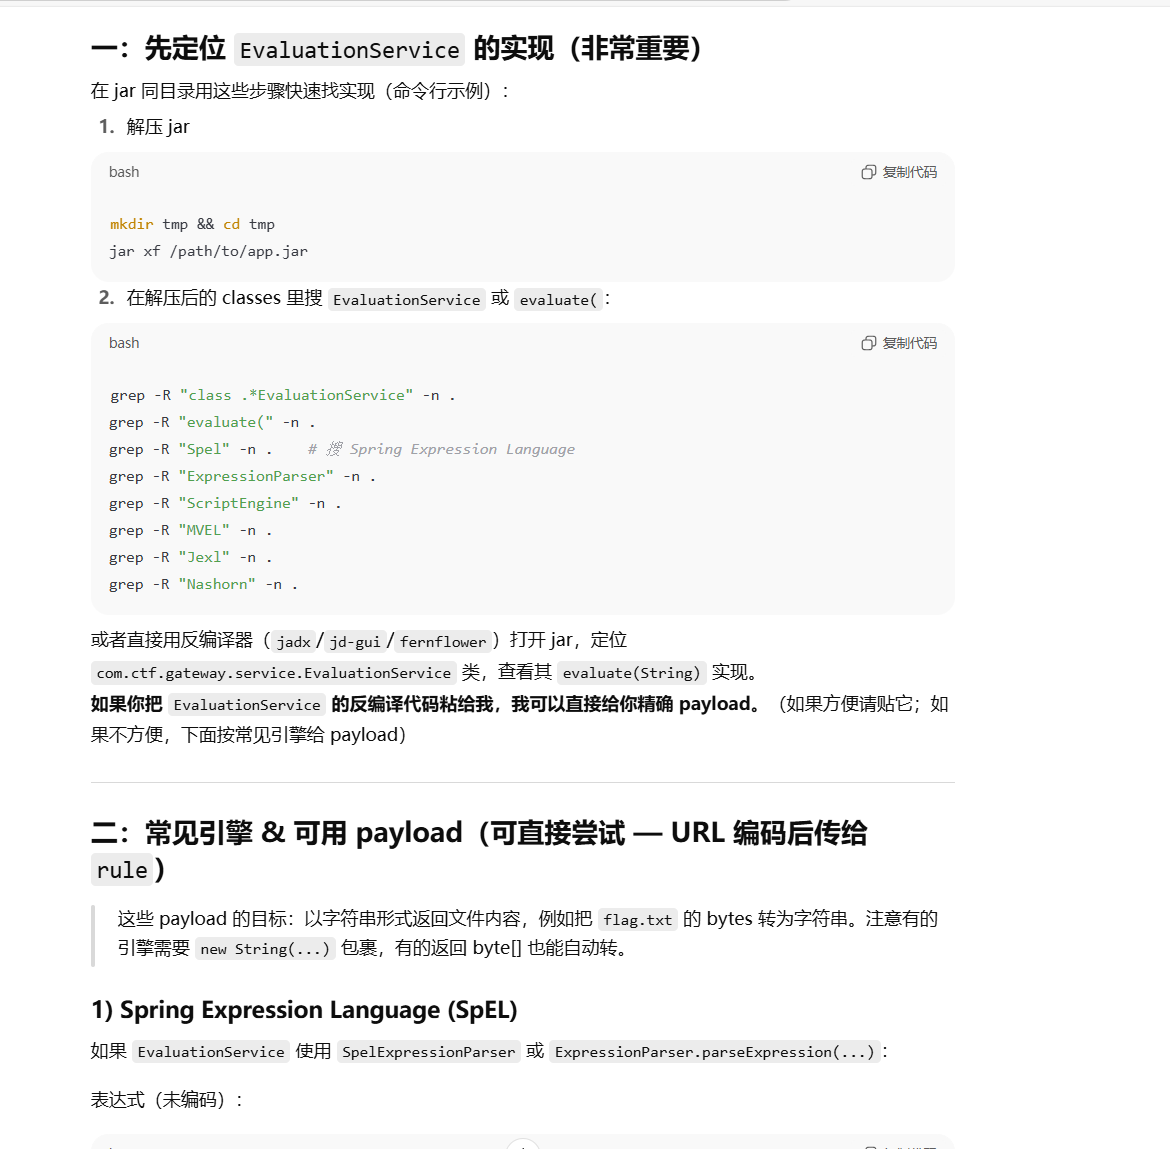 一：先定位 EvaluationService 的实现（非常重要）
在 jar 同目录用这些步骤快速找实现（命令行示例）：
1. 解压 jar
bash
复制代码
mkdir tmp && cd tmp
jar xf /path/to/app.jar
2. 在解压后的 classes 里搜 EvaluationService 或 evaluate(：
bash
复制代码
grep -R "class .*EvaluationService" -n .
grep -R "evaluate(" -n .
grep -R "Spel" -n .    # 搜 Spring Expression Language
grep -R "ExpressionParser" -n .
grep -R "ScriptEngine" -n .
grep -R "MVEL" -n .
grep -R "Jexl" -n .
grep -R "Nashorn" -n .
或者直接用反编译器（jadx/jd-gui/fernflower）打开 jar，定位
com.ctf.gateway.service.EvaluationService 类，查看其 evaluate(String) 实现。
如果你把 EvaluationService 的反编译代码粘给我，我可以直接给你精确 payload。（如果方便请贴它；如
果不方便，下面按常见引擎给 payload）
二：常见引擎 & 可用 payload（可直接尝试 — URL 编码后传给
rule）
这些 payload 的目标：以字符串形式返回文件内容，例如把 flag.txt 的 bytes 转为字符串。注意有的
引擎需要 new String(...) 包裹，有的返回 byte[] 也能自动转。
1) Spring Expression Language (SpEL)
如果 EvaluationService 使用 SpelExpressionParser 或 ExpressionParser.parseExpression(...)：
表达式（未编码）：